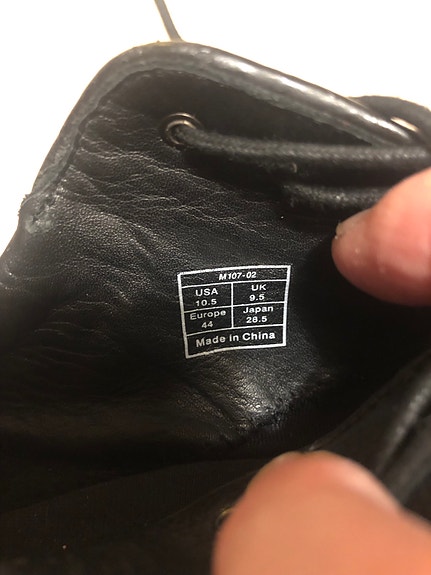 M107-02
USA UK
10.5 9.5
Europe Japan
44 28.5
Made in China